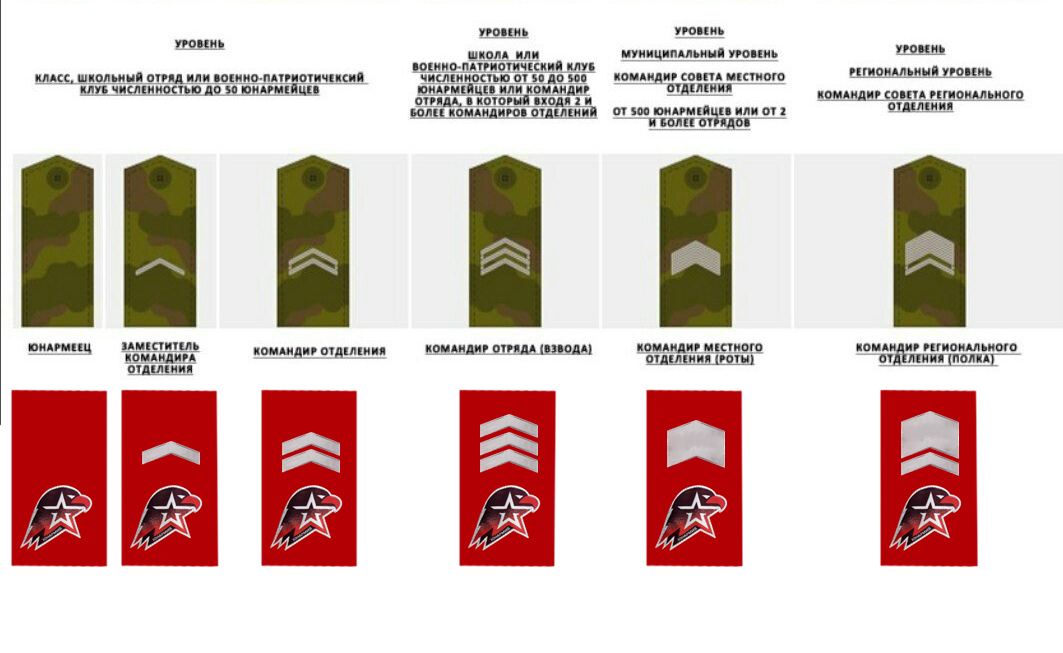 УРОВЕНЬ
КЛАСС, ШКОЛЬНЫЙ ОТРЯД ИЛИ ВОЕННО-ПАТРИОТИЧЕКСИЙ
КЛУБ ЧИСЛЕННОСТЬЮ ДО 50 ЮНАРМЕЙЦЕВ
УРОВЕНЬ
ШКОЛА ИЛИ
ВОЕННО-ПАТРИОТИЧЕСКИЙ КЛУБ
ЧИСЛЕННОСТЬЮ ОТ 50 ДО 500
ЮНАРМЕЙЦЕВ ИЛИ КОМАНДИР
ОТРЯДА, В КОТОРЫЙ ВХОДЯ 2 И
БОЛЕЕ КОМАНДИРОВ ОТДЕЛЕНИЙ
УРОВЕНЬ
МУНИЦИПАЛЬНЫЙ УРОВЕНЬ
КОМАНДИР СОВЕТА МЕСТНОГО
ОТДЕЛЕНИЯ
ОТ 500 ЮНАРМЕЙЦЕВ ИЛИ ОТ 2
И БОЛЕЕ ОТРЯДОВ
УРОВЕНЬ
РЕГИОНАЛЬНЫЙ УРОВЕНЬ
КОМАНДИР СОВЕТА РЕГИОНАЛЬНОГО
ОТДЕЛЕНИЯ
ЮНАРМЕЕЦ
ЗАМЕСТИТЕЛЬ
КОМАНДИРА
ОТДЕЛЕНИЯ
КОМАНДИР ОТДЕЛЕНИЯ
КОМАНДИР ОТРЯДА (ВЗВОДА)
КОМАНДИР МЕСТНОГО
ОТДЕЛЕНИЯ (РОТЫ)
КОМАНДИР РЕГИОНАЛЬНОГО
ОТДЕЛЕНИЯ (ПОЛКА)